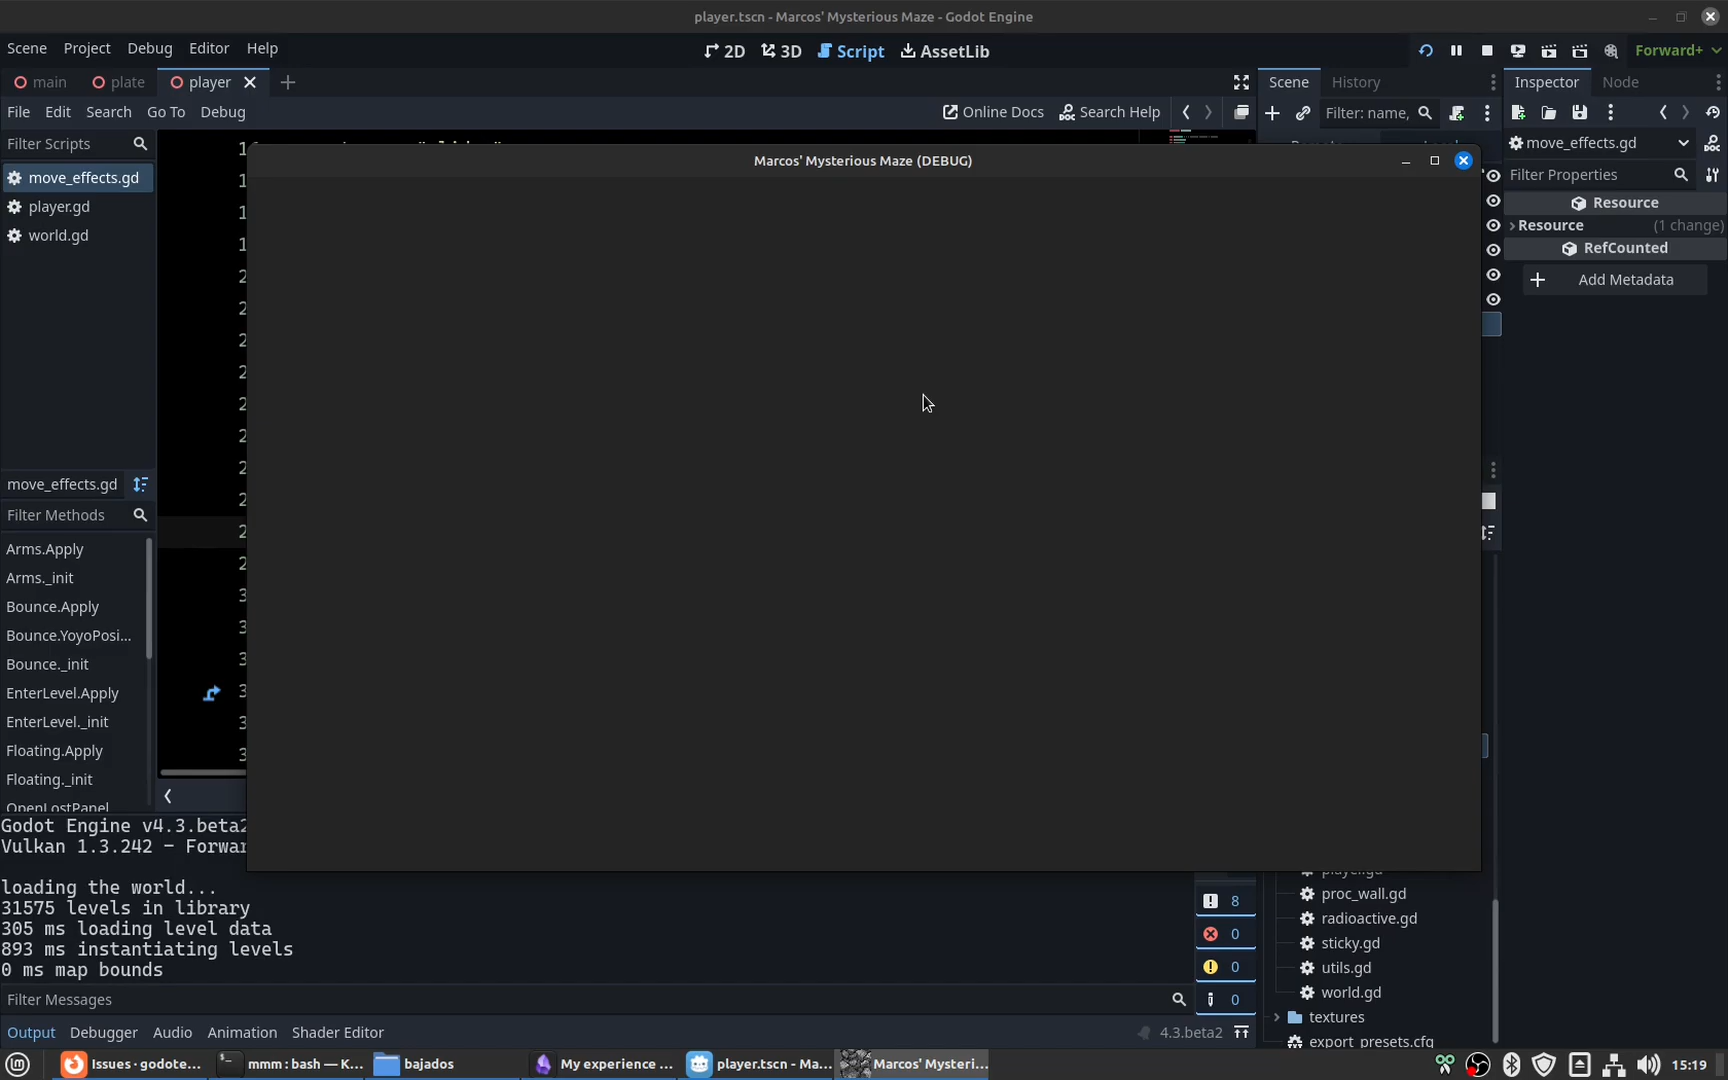 player.tscn - Marcos' Mysterious Maze - Godot Engine
Scene Project Debug Editor Help
2D 3D Script AssetLib
Forward+
main plate player
Scene History
Inspector Node
File Edit Search Go To Debug
Online Docs Search Help
Filter: name,
Filter Scripts
move_effects.gd
player.gd
world.gd
Marcos' Mysterious Maze (DEBUG)
move_effects.gd
Filter Properties
Resource
Resource (1 change)
RefCounted
Add Metadata
move_effects.gd
Filter Methods
Arms.Apply
Arms._init
Bounce.Apply
Bounce.YoyoPosi...
Bounce._init
EnterLevel.Apply
EnterLevel._init
Floating.Apply
Floating._init
OpenLostPanel
Godot Engine v4.3.beta2
Vulkan 1.3.242 - Forwar
loading the world...
31575 levels in library
305 ms loading level data
893 ms instantiating levels
0 ms map bounds
8
0
0
0
Filter Messages
Output Debugger Audio Animation Shader Editor
4.3.beta2
player.gd
proc_wall.gd
radioactive.gd
sticky.gd
utils.gd
world.gd
textures
export_presets.cfg
Issues · godote...
mmm : bash — K...
bajados
My experience ...
player.tscn - Ma...
Marcos' Mysteri...
15:19